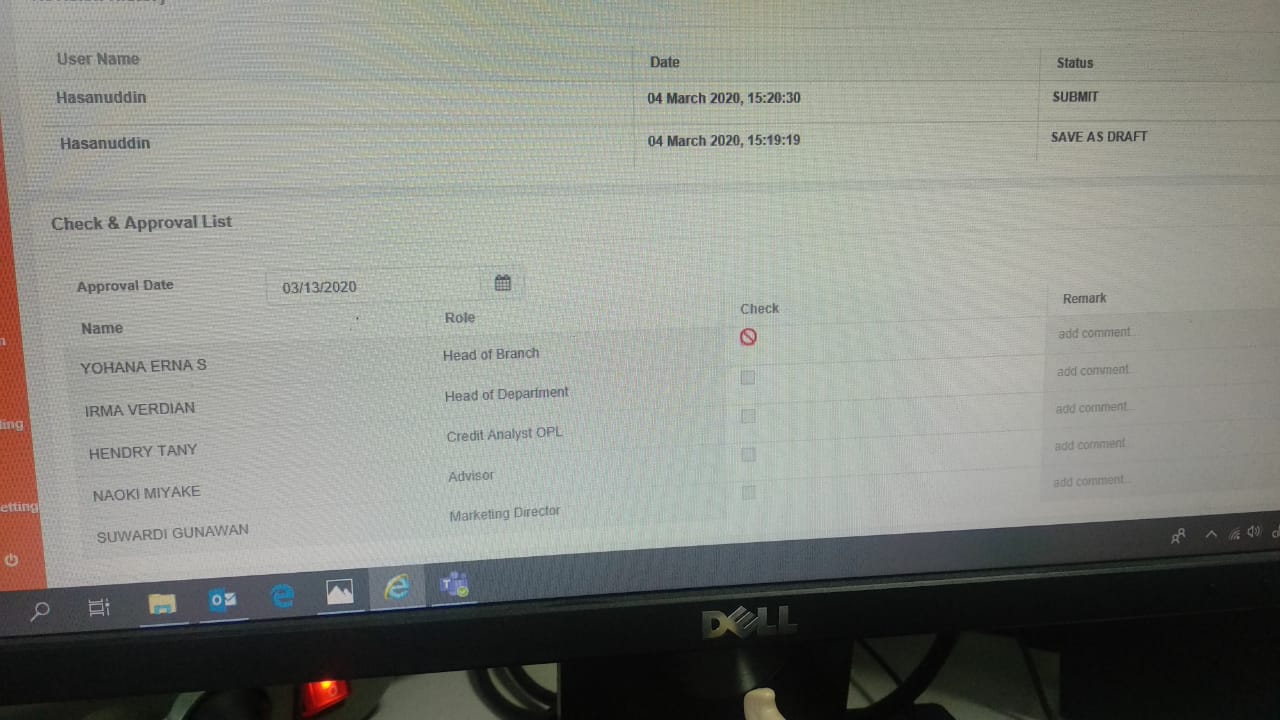 User Name Date Status
Hasanuddin 04 March 2020, 15:20:30 SUBMIT
Hasanuddin 04 March 2020, 15:19:19 SAVE AS DRAFT
Check & Approval List
Approval Date 03/13/2020
Name Role Check Remark
YOHANA ERNA S Head of Branch add comment..
IRMA VERDIAN Head of Department add comment..
HENDRY TANY Credit Analyst OPL add comment..
NAOKI MIYAKE Advisor add comment..
SUWARDI GUNAWAN Marketing Director add comment..
etting
DELL